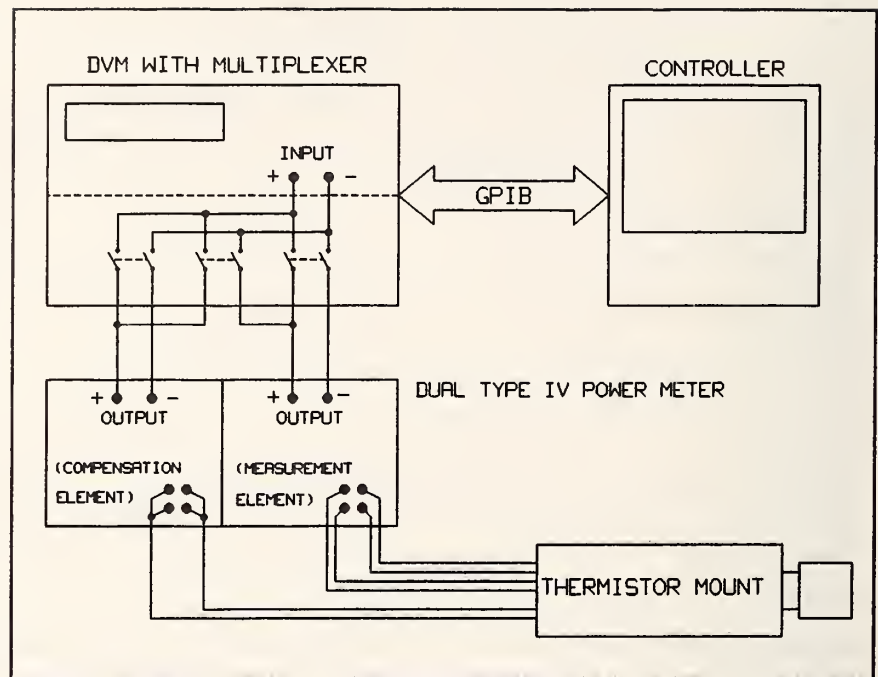 DVM WITH MULTIPLEXER
CONTROLLER
INPUT
+ -
GPIB
DUAL TYPE IV POWER METER
+ -
OUTPUT
+ -
OUTPUT
(COMPENSATION
ELEMENT)
(MEASUREMENT
ELEMENT)
THERMISTOR MOUNT